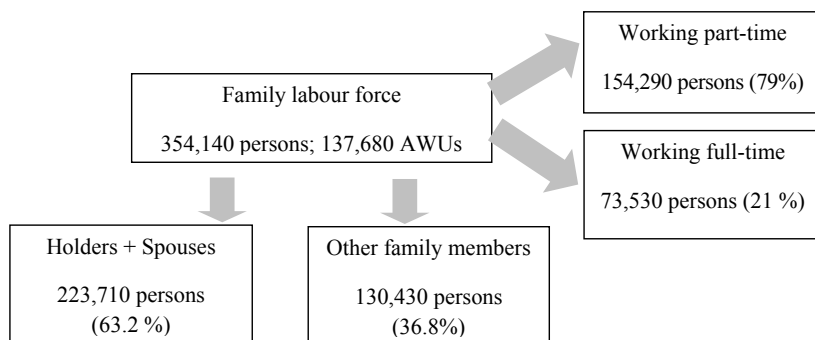 Working part-time
154,290 persons (79%)
Family labour force
354,140 persons; 137,680 AWUs
Working full-time
73,530 persons (21 %)
Holders + Spouses
223,710 persons
(63.2 %)
Other family members
130,430 persons
(36.8%)